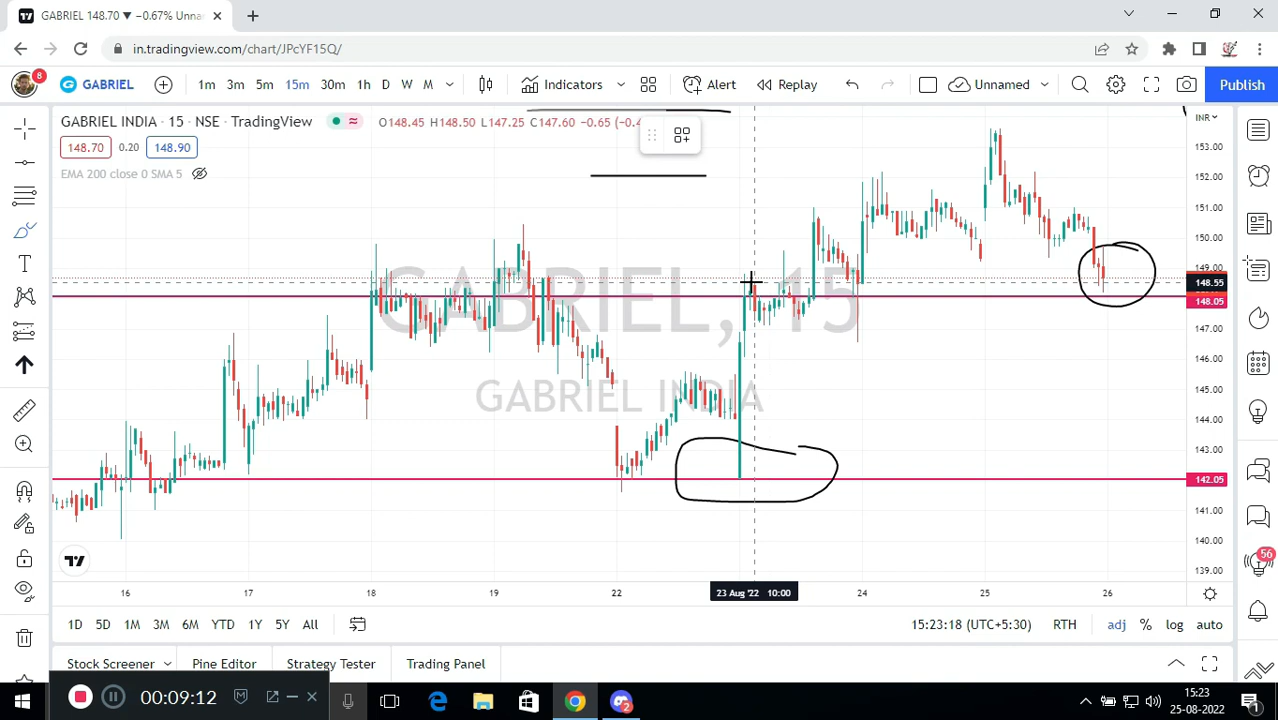 GABRIEL 148.70 ▼ −0.67% Unna
in.tradingview.com/chart/JPcYF15Q/
8
GABRIEL
1m 3m 5m 15m 30m 1h D W M
Indicators
Alert
Replay
Unnamed
Publish
GABRIEL INDIA · 15 · NSE · TradingView
O148.45 H148.50 L147.25 C147.60 −0.65 (−0.4
INR
148.70 0.20 148.90
EMA 200 close 0 SMA 5
GABRIEL, 15
GABRIEL INDIA
153.00
152.00
151.00
150.00
149.00
148.55
148.05
147.00
146.00
145.00
144.00
143.00
142.05
141.00
140.00
139.00
56
16 17 18 19 22 23 Aug '22 10:00 24 25 26
1D 5D 1M 3M 6M YTD 1Y 5Y All
15:23:18 (UTC+5:30) RTH adj % log auto
Stock Screener Pine Editor Strategy Tester Trading Panel
00:09:12
2
15:23
25-08-2022
1